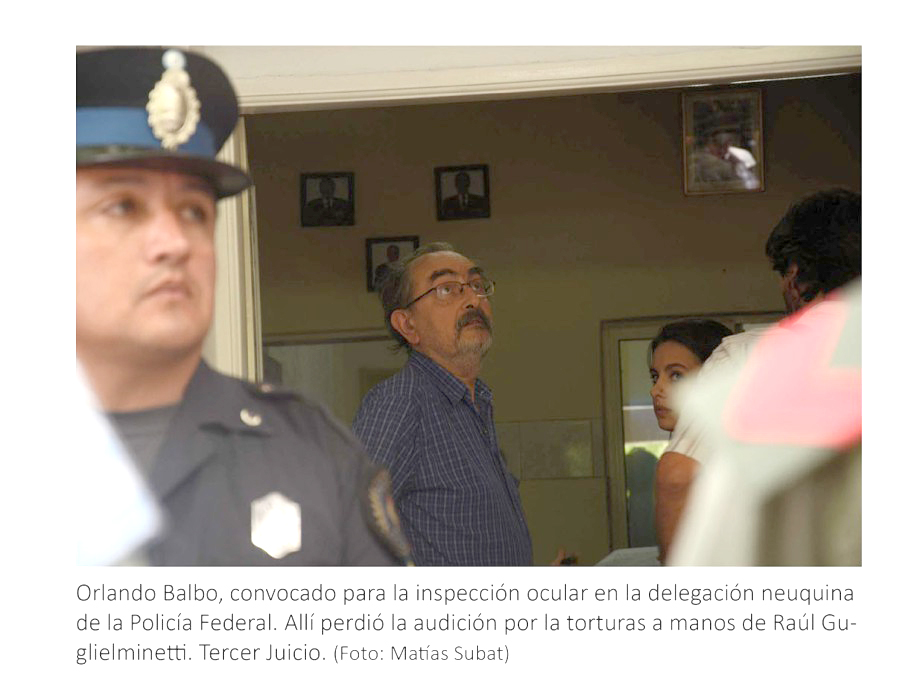 Orlando Balbo, convocado para la inspección ocular en la delegación neuquina
de la Policía Federal. Allí perdió la audición por la torturas a manos de Raúl Gu-
glielminetti. Tercer Juicio. (Foto: Matías Subat)